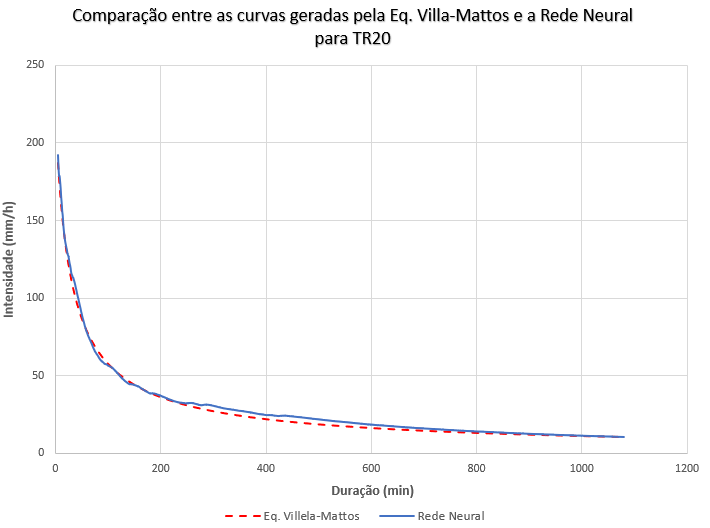 Comparação entre as curvas geradas pela Eq. Villa-Mattos e a Rede Neural
para TR20
250
200
150
100
50
0
Intensidade (mm/h)
0 200 400 600 800 1000 1200
Duração (min)
Eq. Villela-Mattos Rede Neural